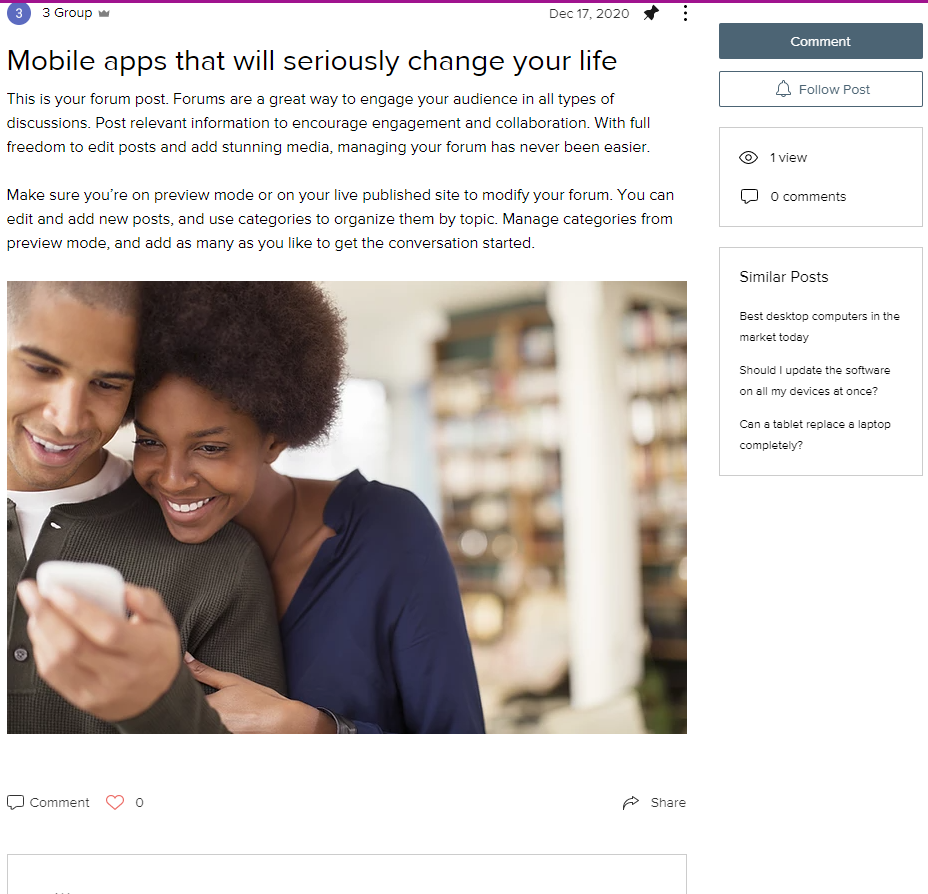 3 3 Group Dec 17, 2020
Mobile apps that will seriously change your life
This is your forum post. Forums are a great way to engage your audience in all types of
discussions. Post relevant information to encourage engagement and collaboration. With full
freedom to edit posts and add stunning media, managing your forum has never been easier.
Make sure you’re on preview mode or on your live published site to modify your forum. You can
edit and add new posts, and use categories to organize them by topic. Manage categories from
preview mode, and add as many as you like to get the conversation started.
Comment 0 Share
Comment
Follow Post
1 view
0 comments
Similar Posts
Best desktop computers in the
market today
Should I update the software
on all my devices at once?
Can a tablet replace a laptop
completely?